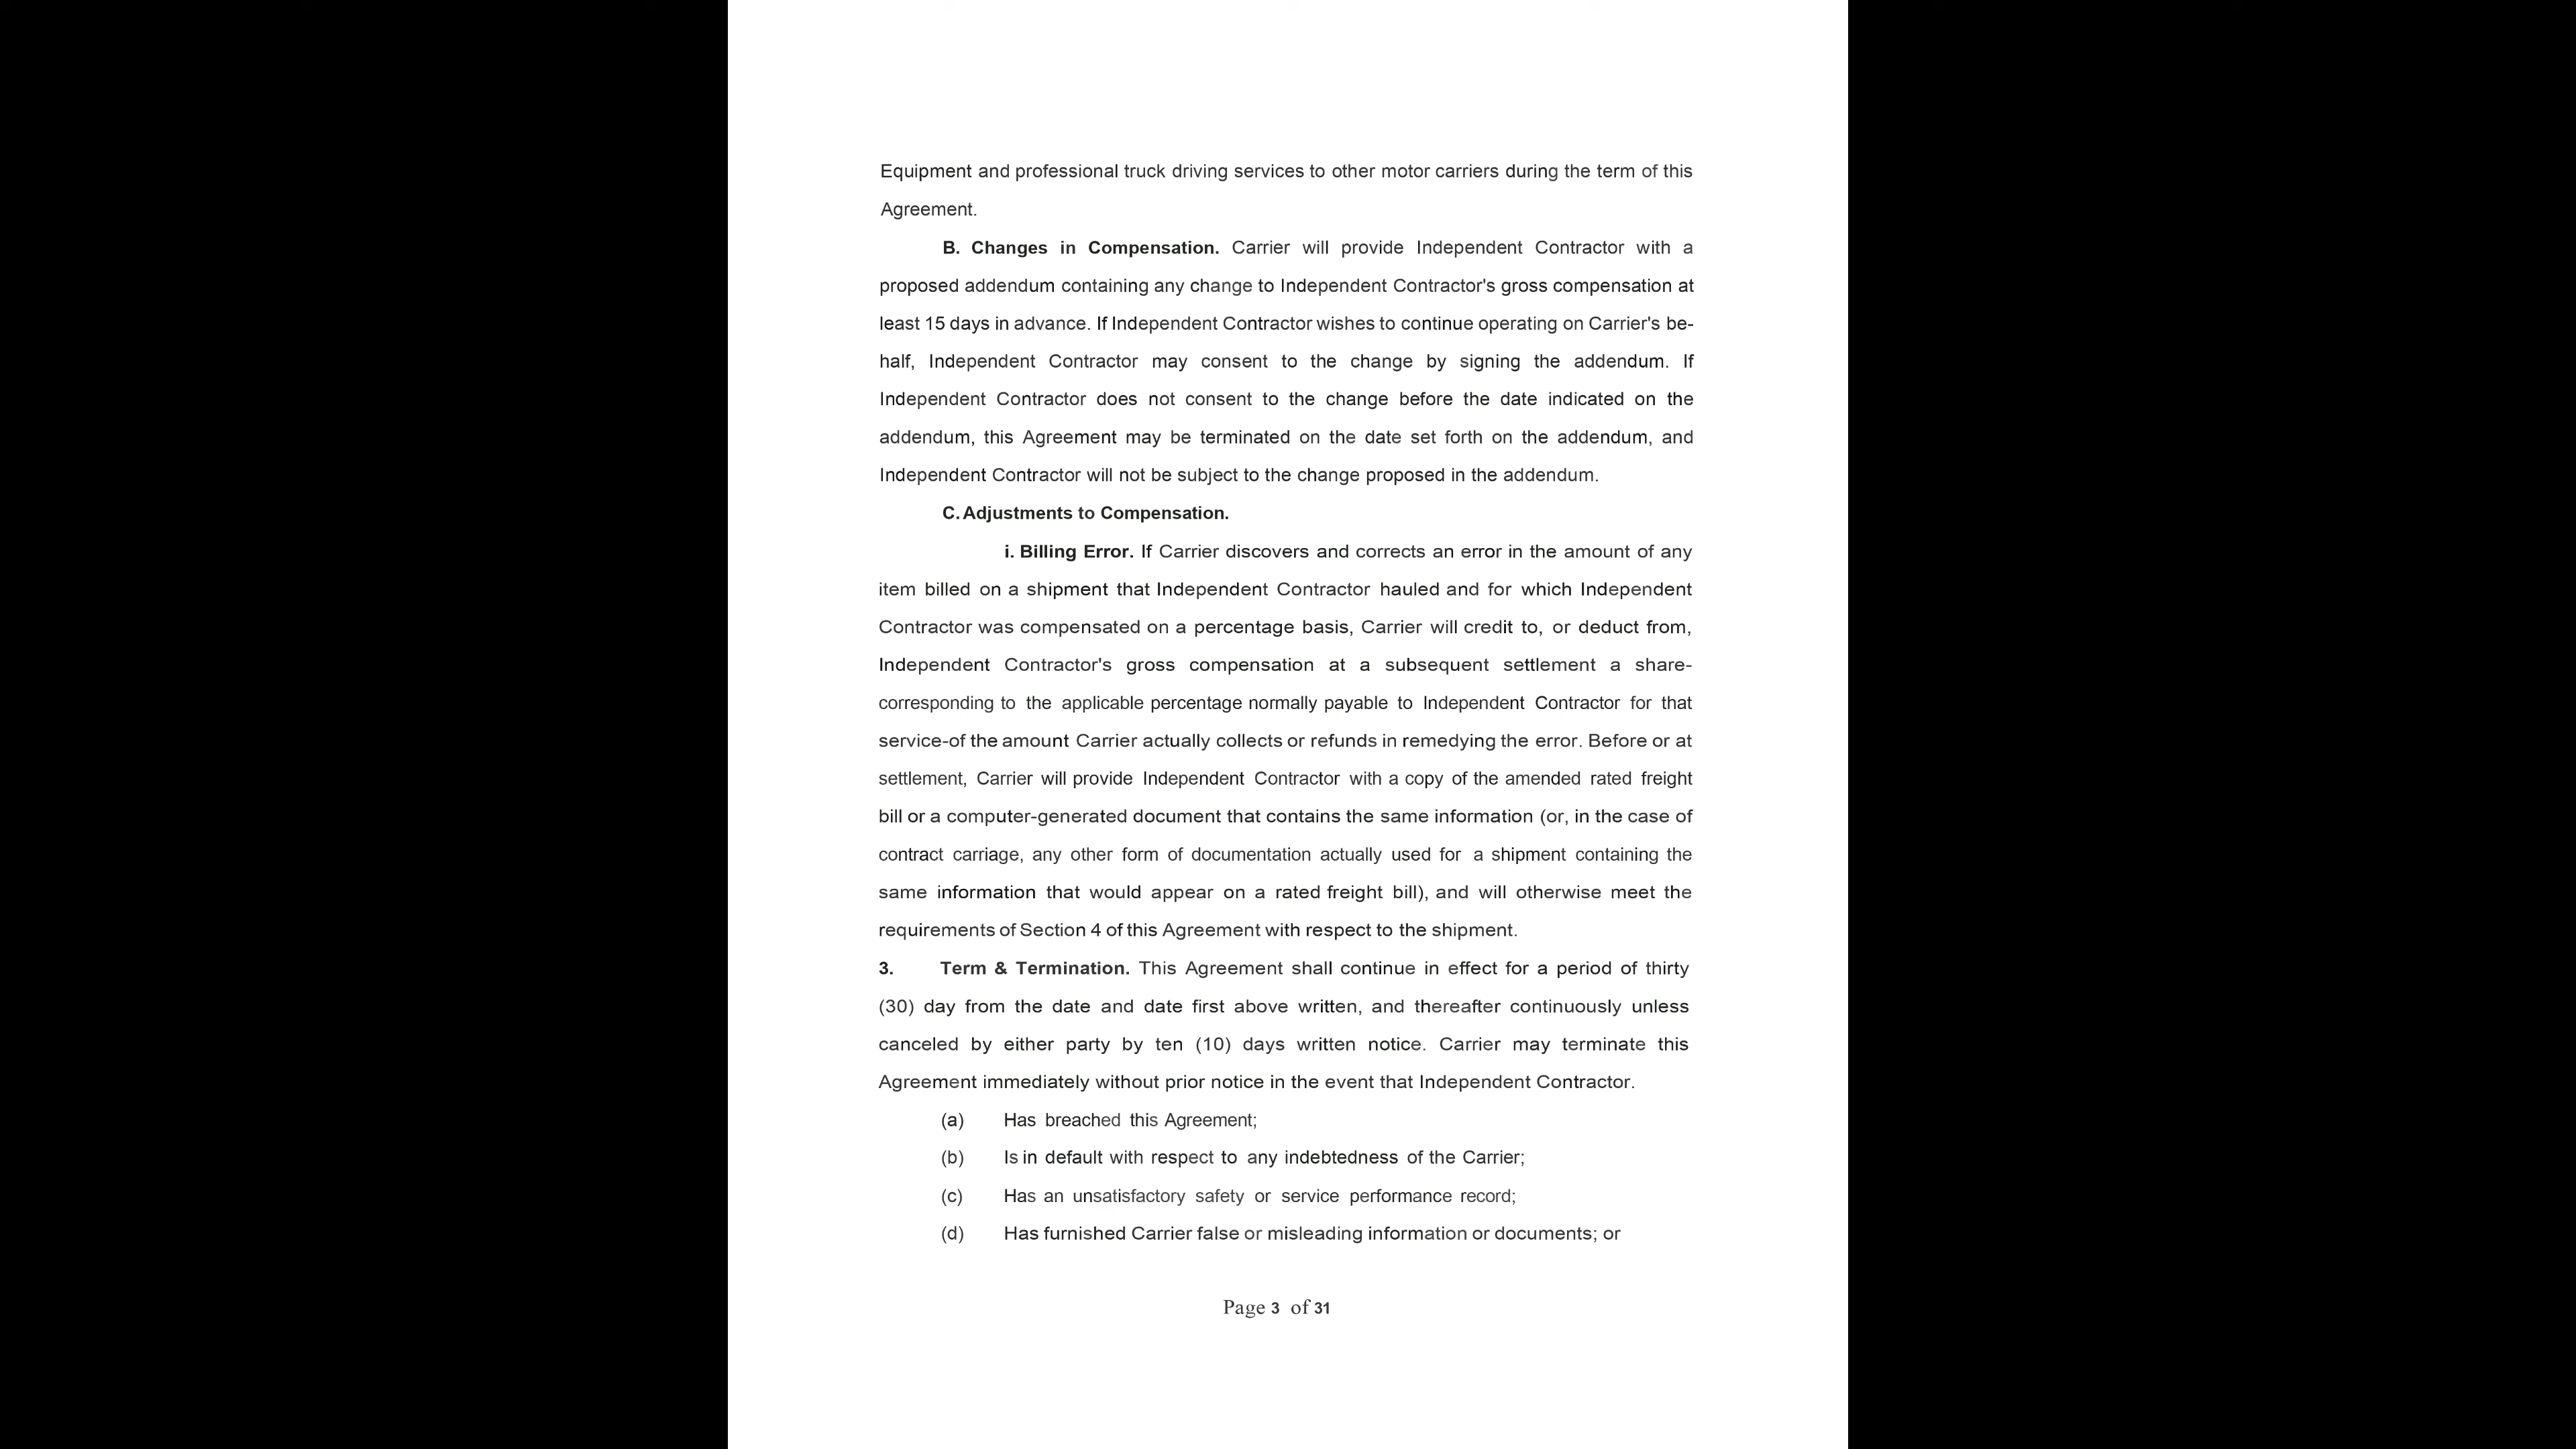 Equipment and professional truck driving services to other motor carriers during the term of this
Agreement.
B. Changes in Compensation. Carrier will provide Independent Contractor with a
proposed addendum containing any change to Independent Contractor's gross compensation at
least 15 days in advance. If Independent Contractor wishes to continue operating on Carrier's be-
half, Independent Contractor may consent to the change by signing the addendum. If
Independent Contractor does not consent to the change before the date indicated on the
addendum, this Agreement may be terminated on the date set forth on the addendum, and
Independent Contractor will not be subject to the change proposed in the addendum.
C. Adjustments to Compensation.
i. Billing Error. If Carrier discovers and corrects an error in the amount of any
item billed on a shipment that Independent Contractor hauled and for which Independent
Contractor was compensated on a percentage basis, Carrier will credit to, or deduct from,
Independent Contractor's gross compensation at a subsequent settlement a share-
corresponding to the applicable percentage normally payable to Independent Contractor for that
service-of the amount Carrier actually collects or refunds in remedying the error. Before or at
settlement, Carrier will provide Independent Contractor with a copy of the amended rated freight
bill or a computer-generated document that contains the same information (or, in the case of
contract carriage, any other form of documentation actually used for a shipment containing the
same information that would appear on a rated freight bill), and will otherwise meet the
requirements of Section 4 of this Agreement with respect to the shipment.
3. Term & Termination. This Agreement shall continue in effect for a period of thirty
(30) day from the date and date first above written, and thereafter continuously unless
canceled by either party by ten (10) days written notice. Carrier may terminate this
Agreement immediately without prior notice in the event that Independent Contractor.
(a) Has breached this Agreement;
(b) Is in default with respect to any indebtedness of the Carrier;
(c) Has an unsatisfactory safety or service performance record;
(d) Has furnished Carrier false or misleading information or documents; or
Page 3 of 31